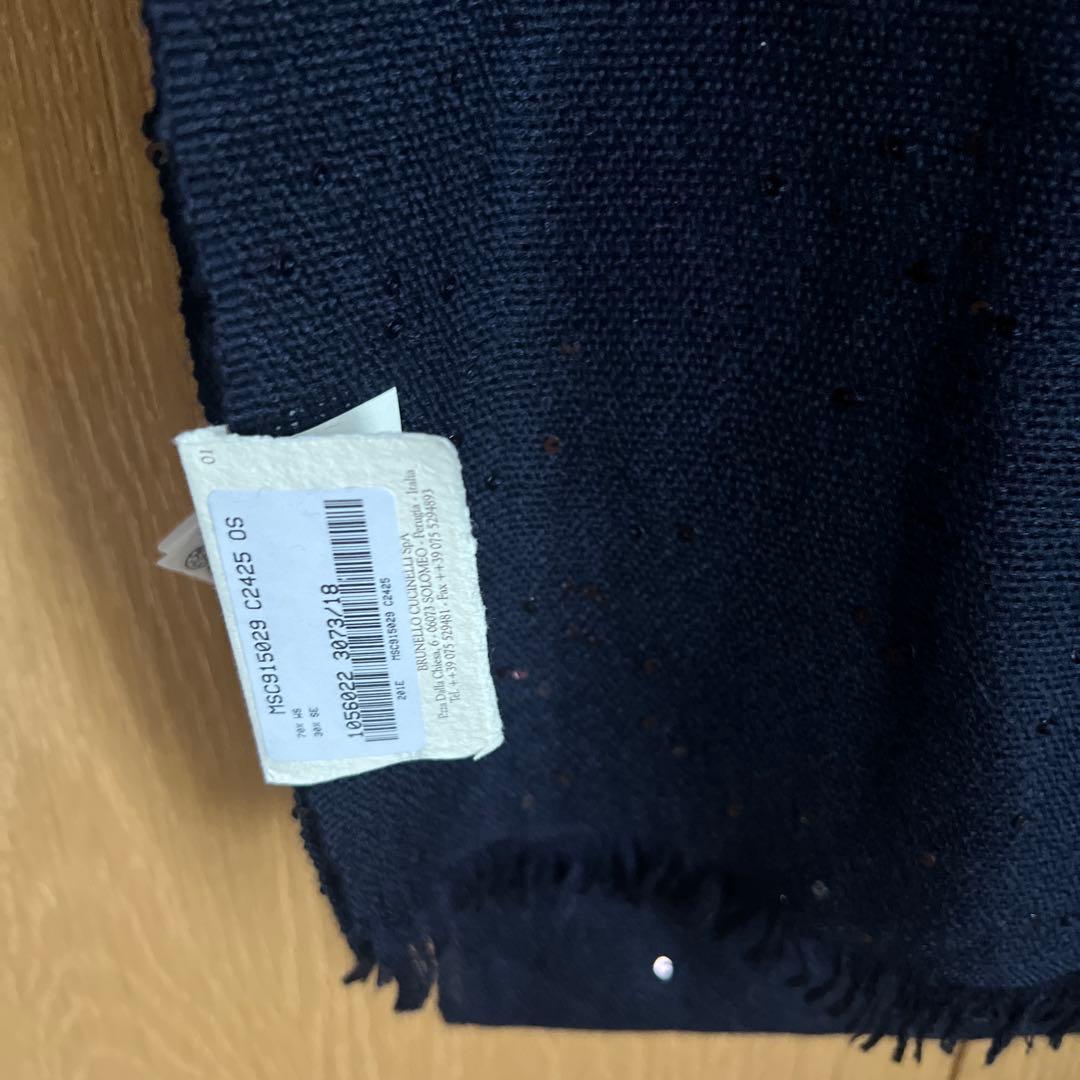 01
MSC915029 C2425 OS
70% WS
30% SE
1056022 3073/18
201E MSC915029 C2425
BRUNELLO CUCINELLI SpA
P.zza Dalla Chiesa, 6 - 06073 SOLOMEO - Perugia - Italia
Tel. ++39 075 529481 - Fax ++39 075 5294893